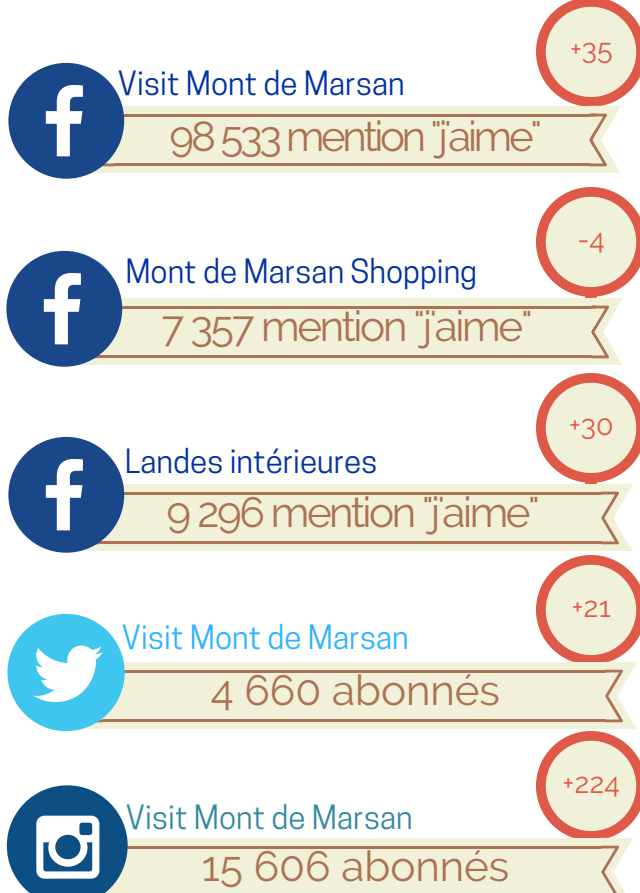 +35
Visit Mont de Marsan
98 533 mention "j'aime"
-4
Mont de Marsan Shopping
7 357 mention "j'aime"
+30
Landes intérieures
9 296 mention "j'aime"
+21
Visit Mont de Marsan
4 660 abonnés
+224
Visit Mont de Marsan
15 606 abonnés